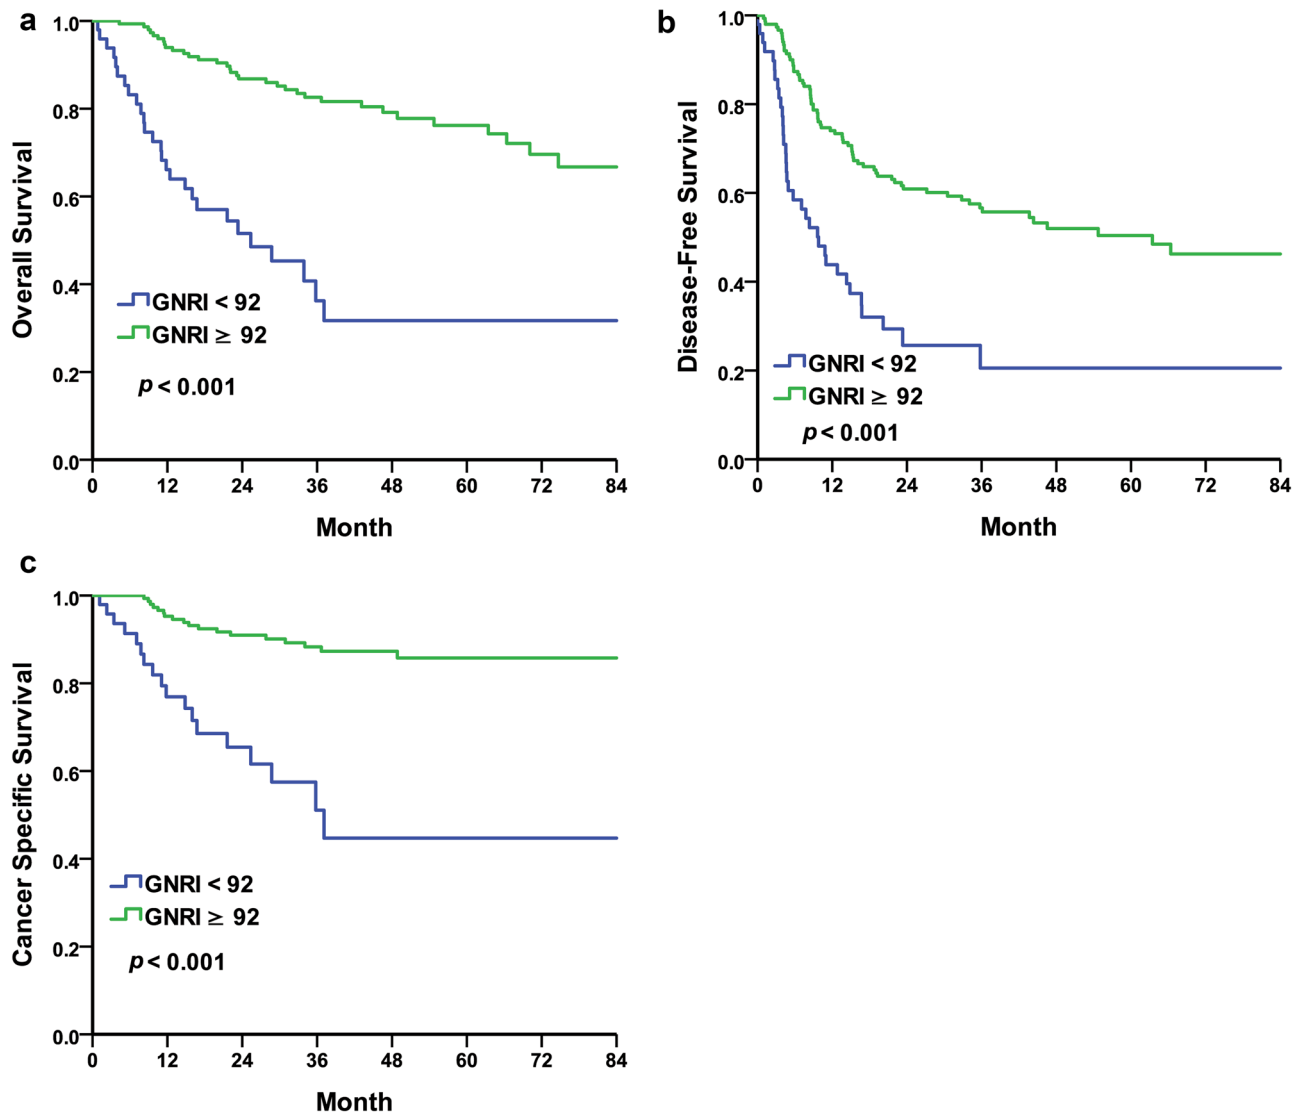 a
1.0
0.8
0.6
0.4
0.2
0.0
Overall Survival
GNRI < 92
GNRI ≥ 92
p < 0.001
0 12 24 36 48 60 72 84
Month
b
1.0
0.8
0.6
0.4
0.2
0.0
Disease-Free Survival
GNRI < 92
GNRI ≥ 92
p < 0.001
0 12 24 36 48 60 72 84
Month
c
1.0
0.8
0.6
0.4
0.2
0.0
Cancer Specific Survival
GNRI < 92
GNRI ≥ 92
p < 0.001
0 12 24 36 48 60 72 84
Month